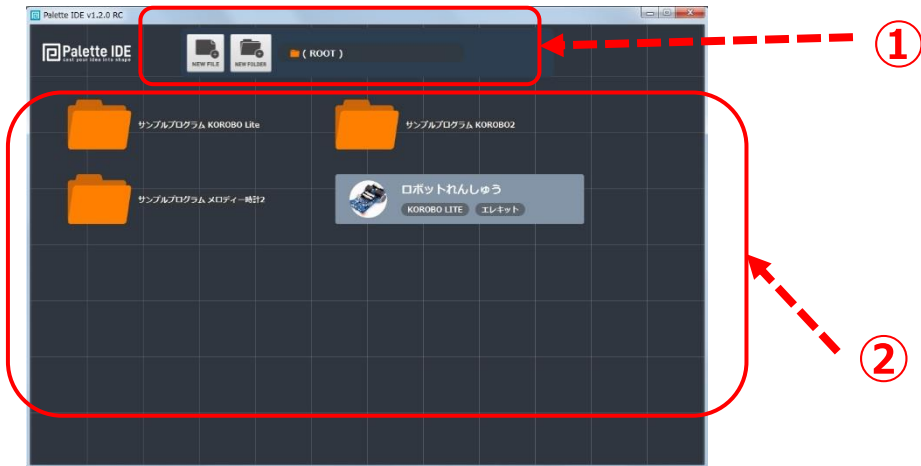 Palette IDE v1.2.0 RC
Palette IDE
cast your idea into shape
NEW FILE
NEW FOLDER
( ROOT )
①
サンプルプログラム KOROBO Lite
サンプルプログラム KOROBO2
サンプルプログラム メロディー時計2
ロボットれんしゅう
KOROBO LITE
エレキット
②